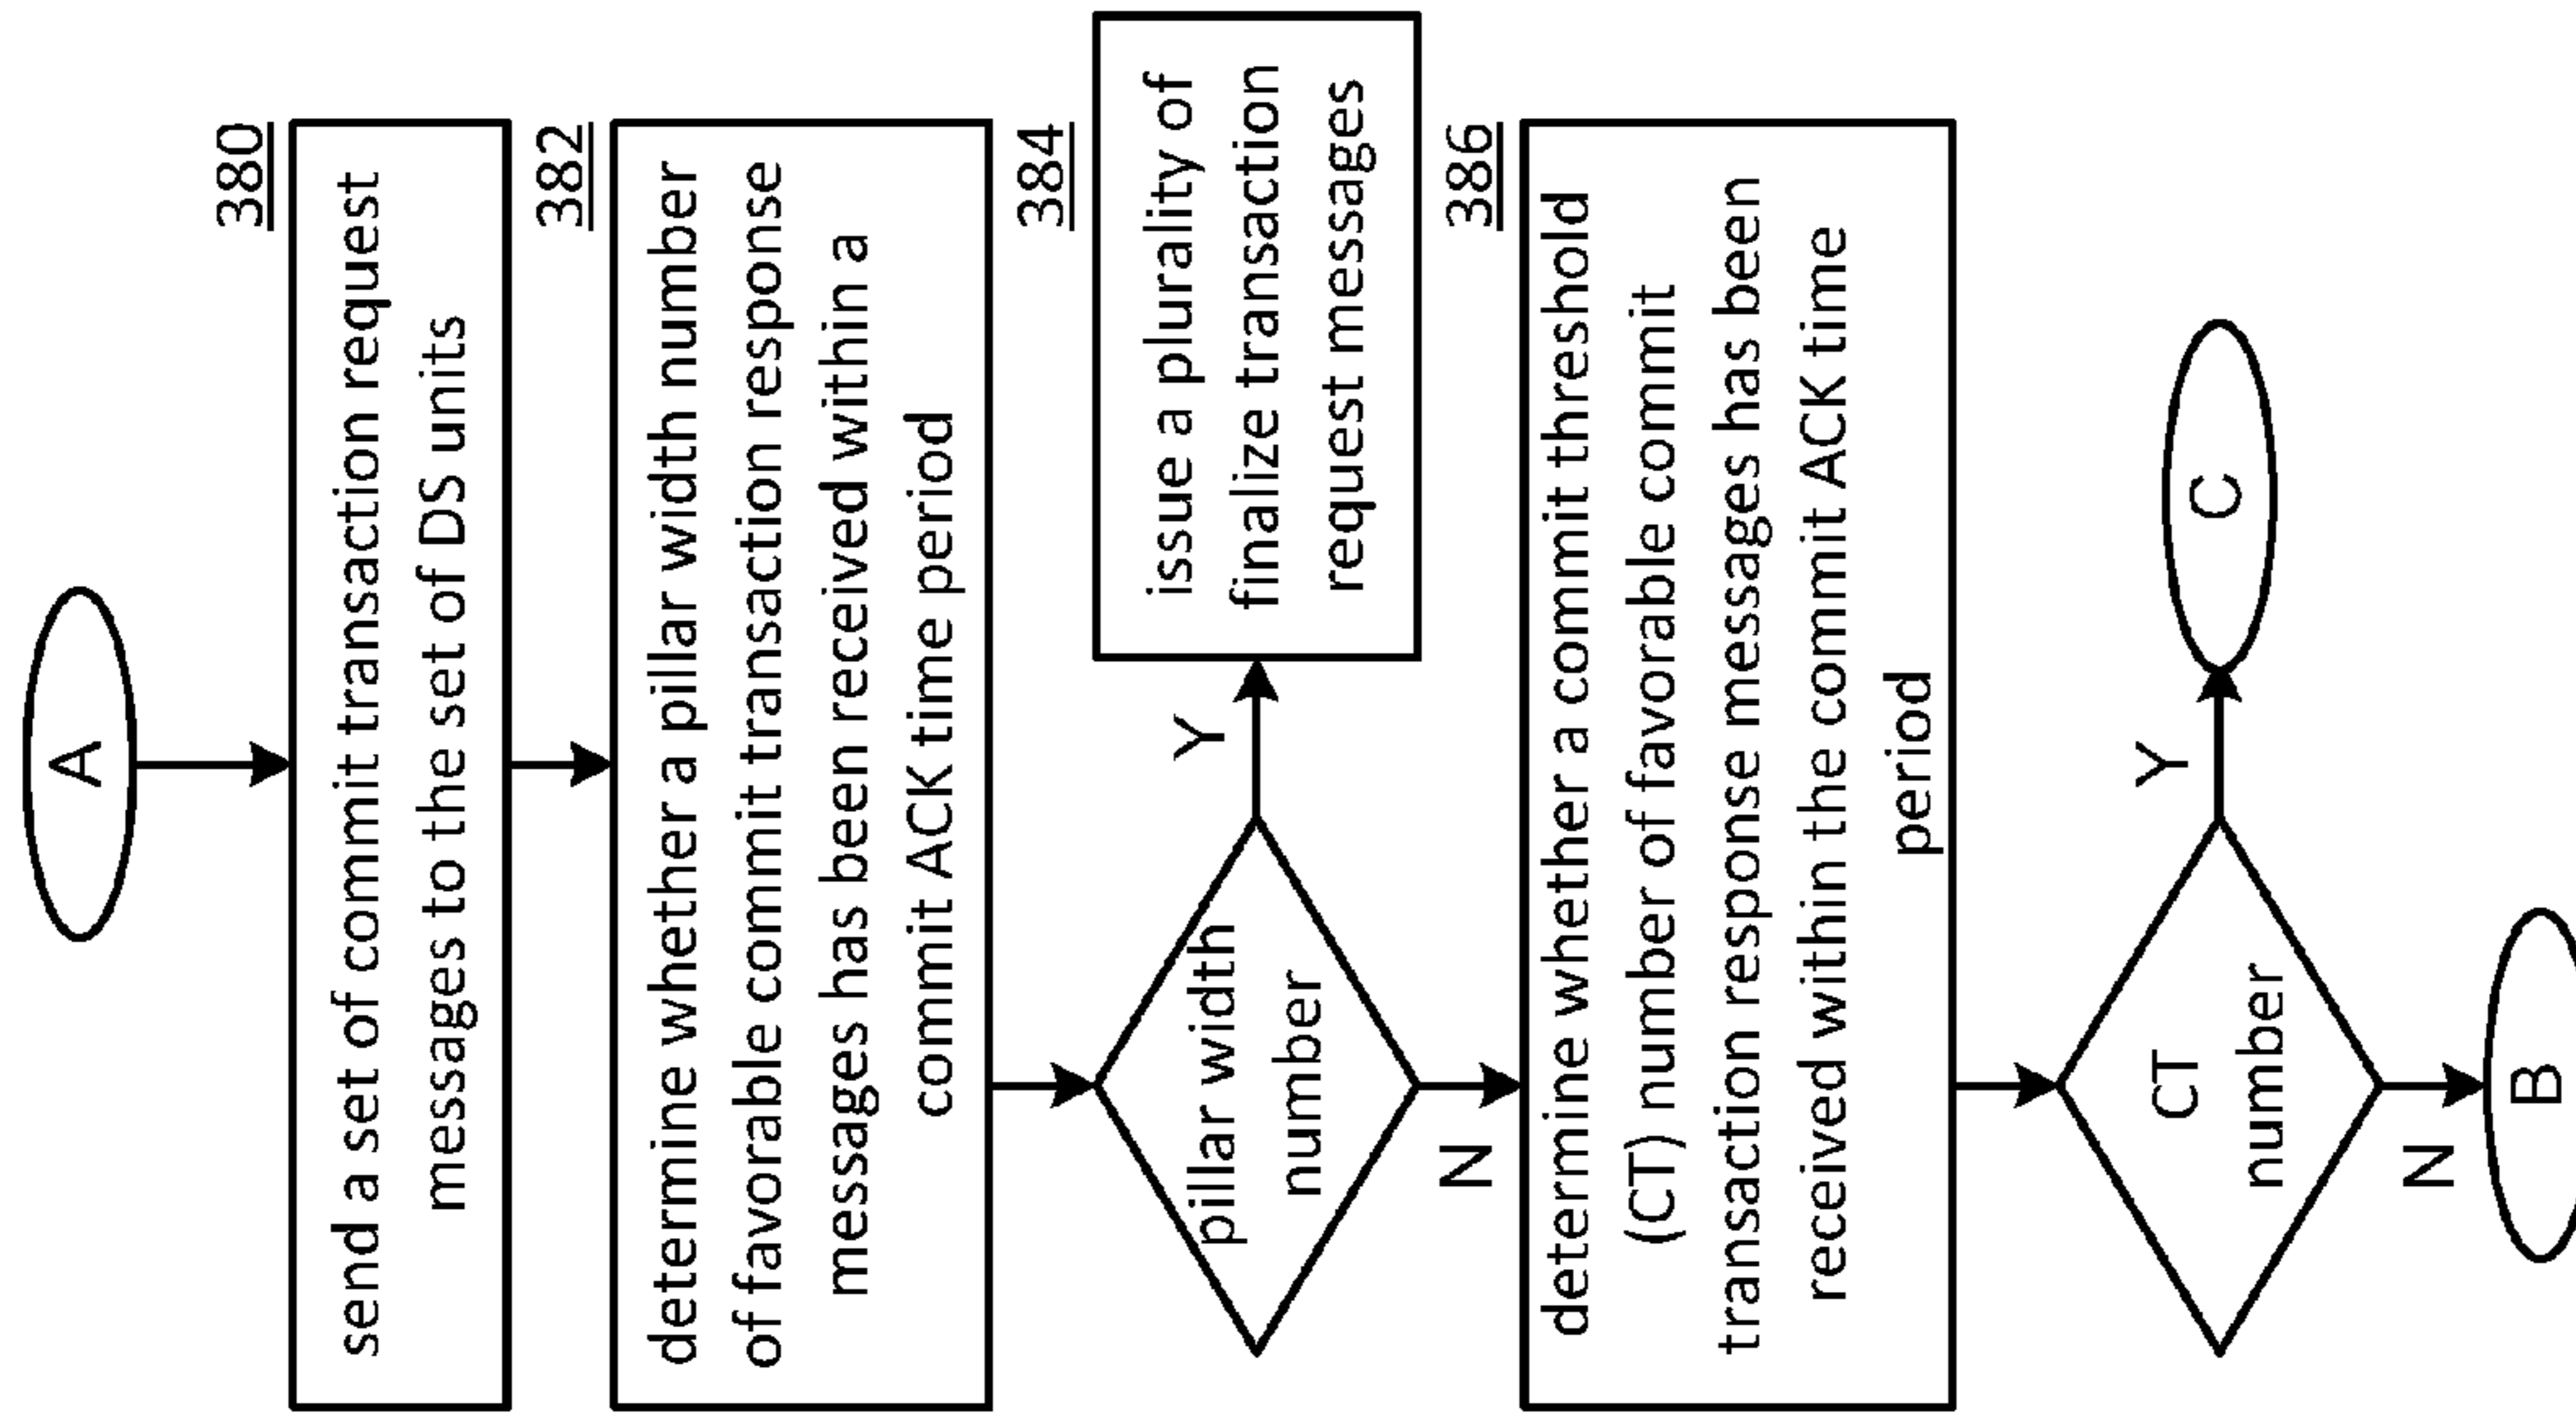 A
380
send a set of commit transaction request
messages to the set of DS units
382
determine whether a pillar width number
of favorable commit transaction response
messages has been received within a
commit ACK time period
pillar width
number
Y
384
issue a plurality of
finalize transaction
request messages
N
386
determine whether a commit threshold
(CT) number of favorable commit
transaction response messages has been
received within the commit ACK time
period
CT
number
Y
C
N
B